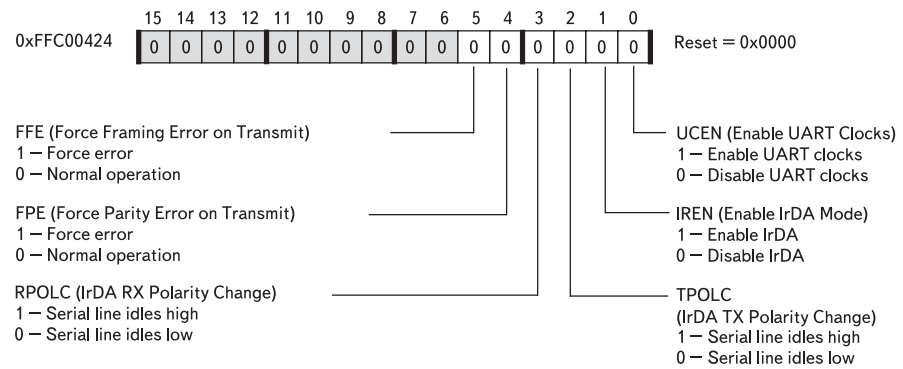 15 14 13 12 11 10 9 8 7 6 5 4 3 2 1 0
0xFFC00424
0 0 0 0 0 0 0 0 0 0 0 0 0 0 0 0
Reset = 0x0000
FFE (Force Framing Error on Transmit)
1 — Force error
0 — Normal operation
FPE (Force Parity Error on Transmit)
1 — Force error
0 — Normal operation
RPOLC (IrDA RX Polarity Change)
1 — Serial line idles high
0 — Serial line idles low
UCEN (Enable UART Clocks)
1 — Enable UART clocks
0 — Disable UART clocks
IREN (Enable IrDA Mode)
1 — Enable IrDA
0 — Disable IrDA
TPOLC
(IrDA TX Polarity Change)
1 — Serial line idles high
0 — Serial line idles low